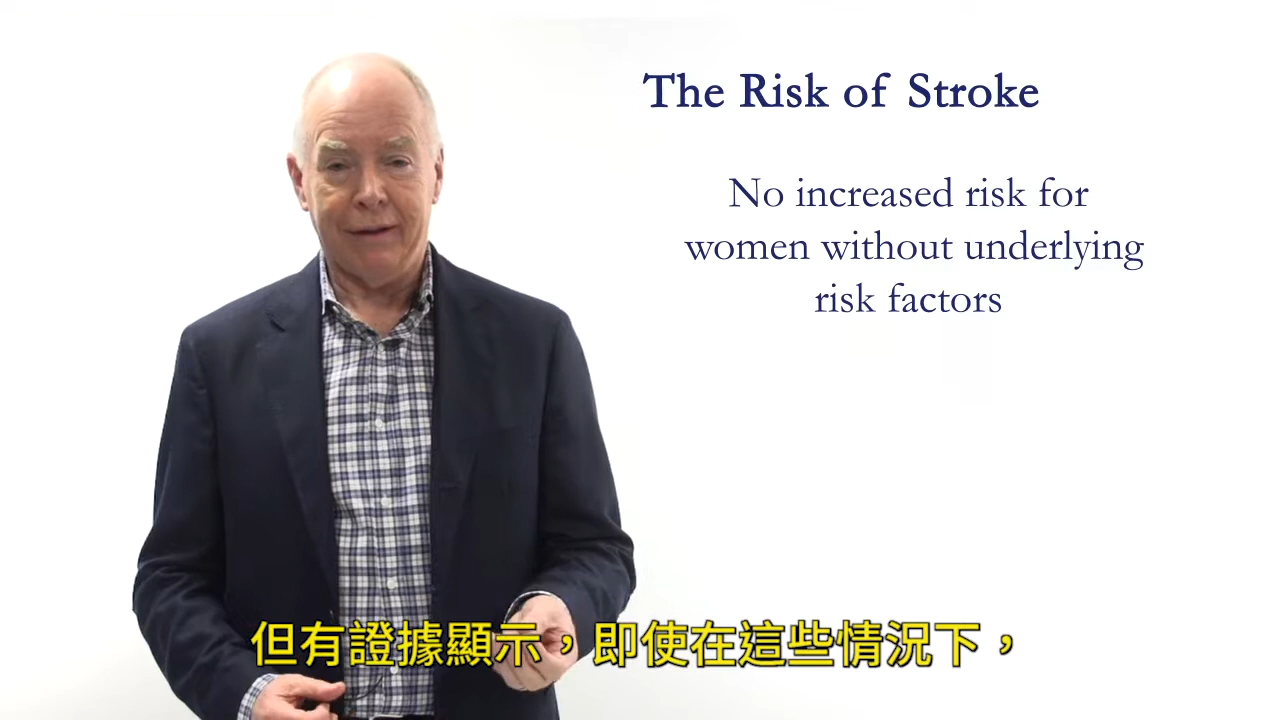 The Risk of Stroke
No increased risk for
women without underlying
risk factors
但有證據顯示，即使在這些情況下，